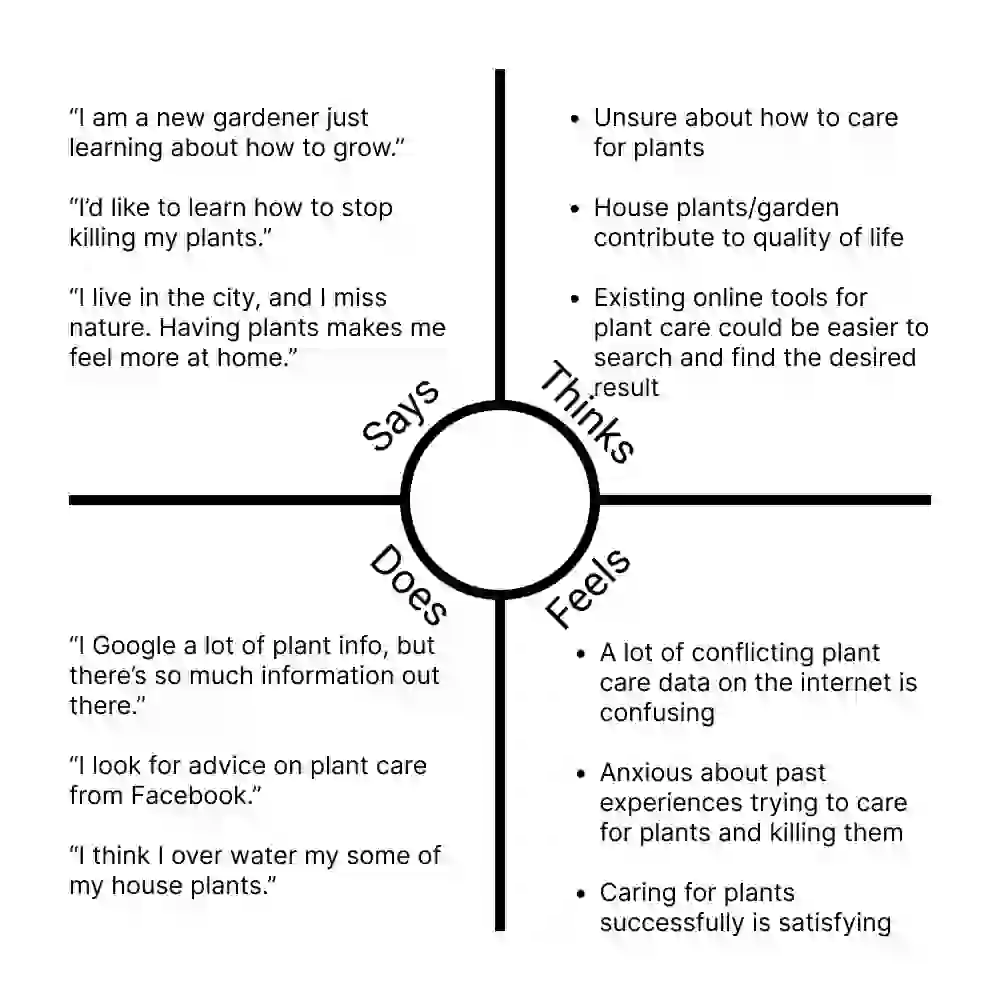 “I am a new gardener just
learning about how to grow.”
“I’d like to learn how to stop
killing my plants.”
“I live in the city, and I miss
nature. Having plants makes me
feel more at home.”
Says
• Unsure about how to care
for plants
• House plants/garden
contribute to quality of life
• Existing online tools for
plant care could be easier to
search and find the desired
result
Thinks
Does
“I Google a lot of plant info, but
there’s so much information out
there.”
“I look for advice on plant care
from Facebook.”
“I think I over water my some of
my house plants.”
Feels
• A lot of conflicting plant
care data on the internet is
confusing
• Anxious about past
experiences trying to care
for plants and killing them
• Caring for plants
successfully is satisfying